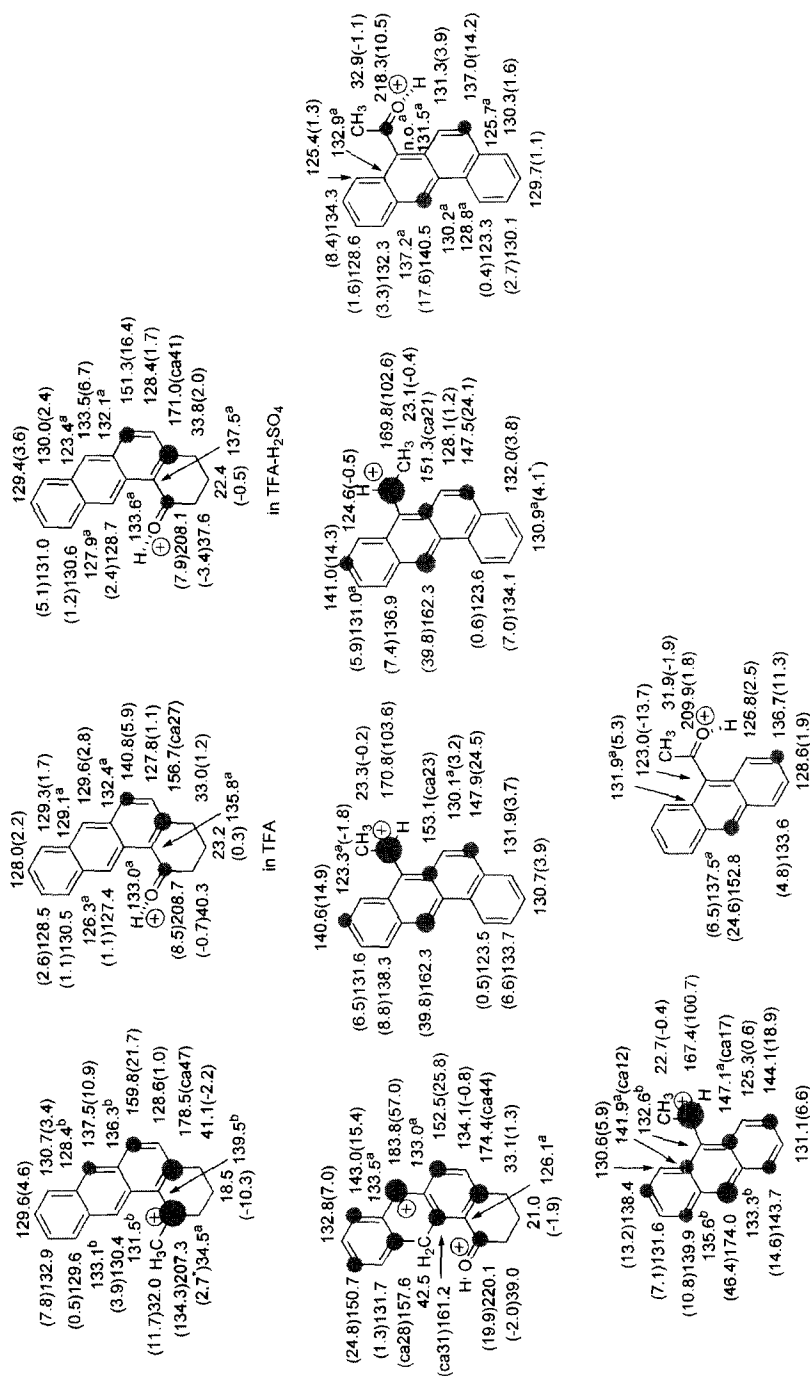 129.6(4.6)
(7.8)132.9
130.7(3.4)
(0.5)129.6
128.4b
133.1b
137.5(10.9)
(3.9)130.4
136.3b
131.5b
159.8(21.7)
H3C
(11.7)32.0
128.6(1.0)
(134.3)207.3
178.5(ca47)
(2.7*)34.5a
41.1(-2.2)
18.5
(-10.3)
139.5b
128.0(2.2)
(2.6)128.5
129.3(1.7)
(1.1)130.5
129.1a
126.3a
129.6(2.8)
(1.1)127.4
132.4a
133.0a
140.8(5.9)
H
O
127.8(1.1)
(8.5)208.7
156.7(ca27)
(-0.7)40.3
33.0(1.2)
23.2
(0.3)
135.8a
in TFA
129.4(3.6)
(5.1)131.0
130.0(2.4)
(1.2)130.6
123.4a
127.9a
133.5(6.7)
(2.4)128.7
132.1a
133.6a
151.3(16.4)
H
O
128.4(1.7)
(7.9)208.1
171.0(ca41)
(-3.4)37.6
33.8(2.0)
22.4
(-0.5)
137.5a
in TFA-H2SO4
132.8(7.0)
(24.8)150.7
143.0(15.4)
(1.3)131.7
133.5a
(ca28)157.6
183.8(57.0)
42.5
H2C
133.0a
(ca31)161.2
152.5(25.8)
H
O
134.1(-0.8)
(19.9)220.1
174.4(ca44)
(-2.0)39.0
33.1(1.3)
21.0
(-1.9)
126.1a
140.6(14.9)
123.3a(-1.8)
(6.5)131.6
CH3
23.3(-0.2)
(8.8)138.3
170.8(103.6)
H
(39.8)162.3
153.1(ca23)
130.1a(3.2)
147.9(24.5)
(0.5)123.5
(6.6)133.7
131.9(3.7)
130.7(3.9)
141.0(14.3)
124.6(-0.5)
(5.9)131.0a
H
169.8(102.6)
(7.4)136.9
CH3
23.1(-0.4)
(39.8)162.3
151.3(ca21)
128.1(1.2)
147.5(24.1)
(0.6)123.6
(7.0)134.1
132.0(3.8)
130.9a(4.1*)
125.4(1.3)
132.9a
(8.4)134.3
CH3
32.9(-1.1)
(1.6)128.6
218.3(10.5)
O
H
(3.3)132.3
n.o.a
137.2a
131.5a
(17.6)140.5
131.3(3.9)
130.2a
137.0(14.2)
128.8a
125.7a
(0.4)123.3
130.3(1.6)
(2.7)130.1
129.7(1.1)
130.6(5.9)
141.9a(ca12)
132.6b
(13.2)138.4
CH3
22.7(-0.4)
(7.1)131.6
167.4(100.7)
H
(10.8)139.9
135.6b
147.1a(ca17)
(46.4)174.0
125.3(0.6)
133.3b
144.1(18.9)
(14.6)143.7
131.1(6.6)
131.9a(5.3)
123.0(-13.7)
CH3
31.9(-1.9)
209.9(1.8)
O
H
(6.5)137.5a
126.8(2.5)
(24.6)152.8
136.7(11.3)
(4.8)133.6
128.6(1.9)